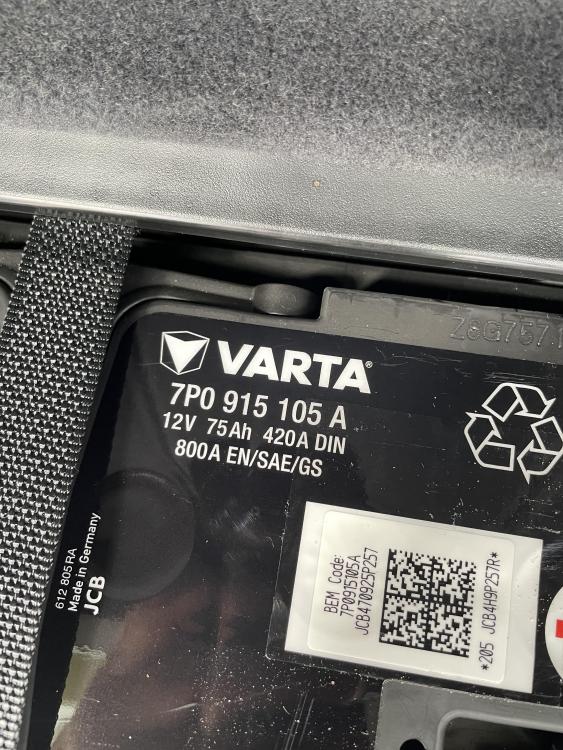 VARTA®
7P0 915 105 A
12V 75Ah 420A DIN
800A EN/SAE/GS
612 805 RA
Made in Germany
JCB
BEM Code:
7P0915105A
JCB470925P257
*205 JCB4H9P257R*